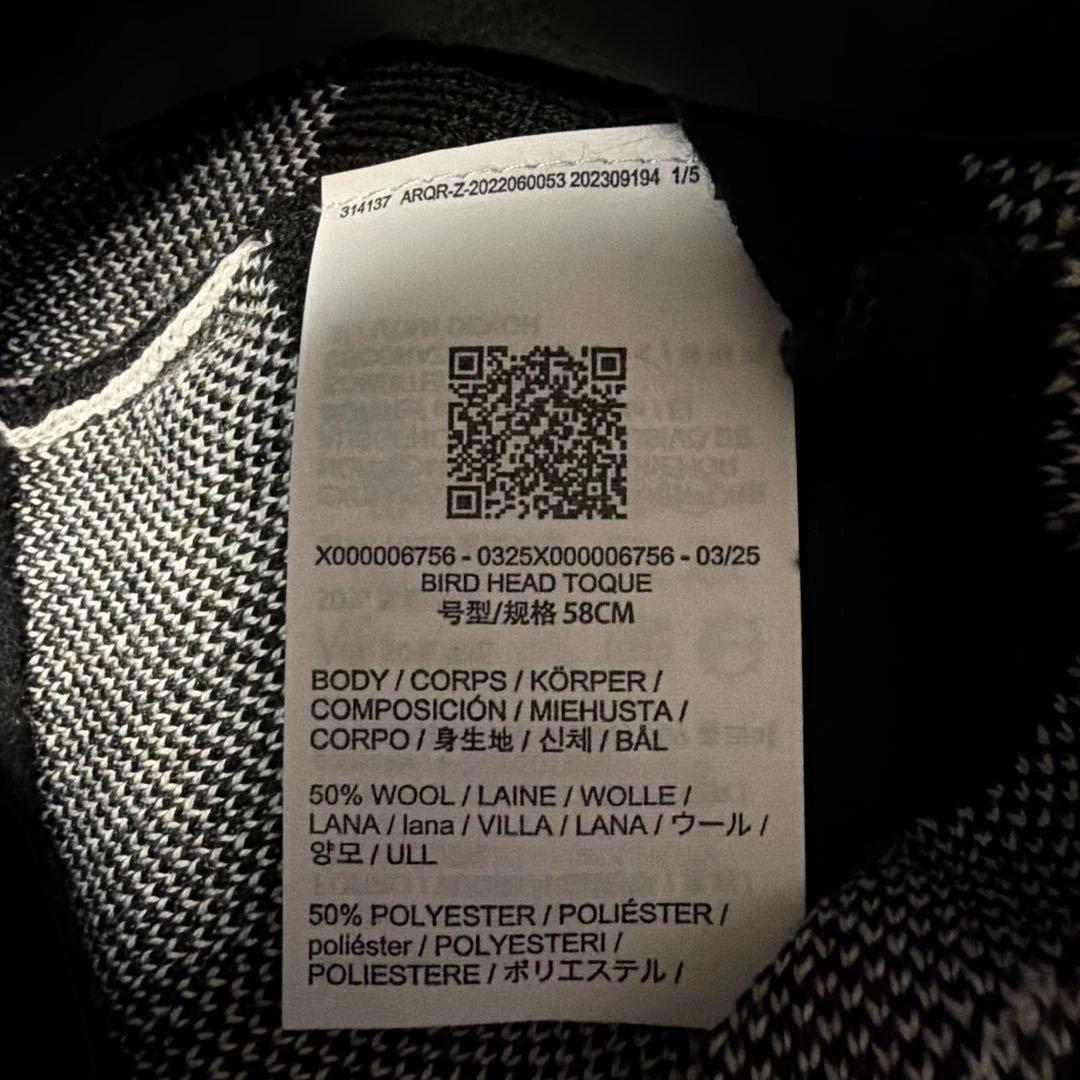 314137 ARQR-Z-2022060053 202309194 1/5
X000006756 - 0325X000006756 - 03/25
BIRD HEAD TOQUE
号型/规格 58CM
BODY / CORPS / KÖRPER /
COMPOSICIÓN / MIEHUSTA /
CORPO / 身生地 / 신체 / BÅL
50% WOOL / LAINE / WOLLE /
LANA / lana / VILLA / LANA / ウール /
양모 / ULL
50% POLYESTER / POLIÉSTER /
poliéster / POLYESTERI /
POLIESTERE / ポリエステル /